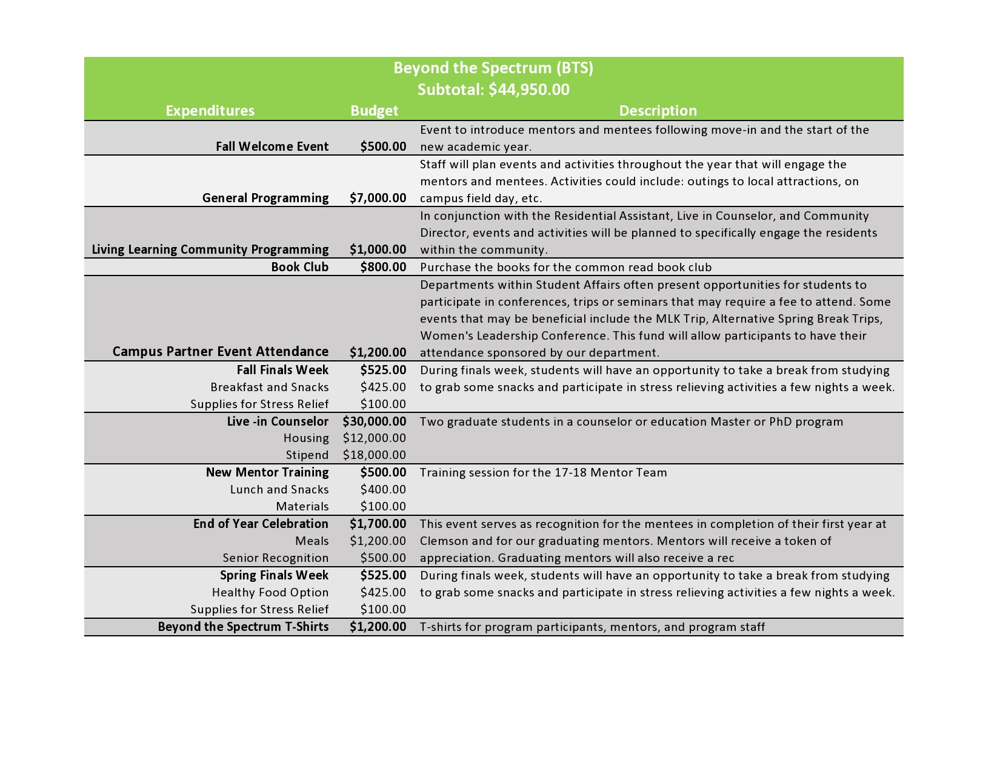 Beyond the Spectrum (BTS)
Subtotal: $44,950.00
Expenditures Budget Description
Event to introduce mentors and mentees following move-in and the start of the
Fall Welcome Event $500.00 new academic year.
Staff will plan events and activities throughout the year that will engage the
mentors and mentees. Activities could include: outings to local attractions, on
General Programming $7,000.00 campus field day, etc.
In conjunction with the Residential Assistant, Live in Counselor, and Community
Director, events and activities will be planned to specifically engage the residents
Living Learning Community Programming $1,000.00 within the community.
Book Club $800.00 Purchase the books for the common read book club
Departments within Student Affairs often present opportunities for students to
participate in conferences, trips or seminars that may require a fee to attend. Some
events that may be beneficial include the MLK Trip, Alternative Spring Break Trips,
Women's Leadership Conference. This fund will allow participants to have their
Campus Partner Event Attendance $1,200.00 attendance sponsored by our department.
Fall Finals Week $525.00 During finals week, students will have an opportunity to take a break from studying
Breakfast and Snacks $425.00 to grab some snacks and participate in stress relieving activities a few nights a week.
Supplies for Stress Relief $100.00
Live -in Counselor $30,000.00 Two graduate students in a counselor or education Master or PhD program
Housing $12,000.00
Stipend $18,000.00
New Mentor Training $500.00 Training session for the 17-18 Mentor Team
Lunch and Snacks $400.00
Materials $100.00
End of Year Celebration $1,700.00 This event serves as recognition for the mentees in completion of their first year at
Meals $1,200.00 Clemson and for our graduating mentors. Mentors will receive a token of
Senior Recognition $500.00 appreciation. Graduating mentors will also receive a rec
Spring Finals Week $525.00 During finals week, students will have an opportunity to take a break from studying
Healthy Food Option $425.00 to grab some snacks and participate in stress relieving activities a few nights a week.
Supplies for Stress Relief $100.00
Beyond the Spectrum T-Shirts $1,200.00 T-shirts for program participants, mentors, and program staff